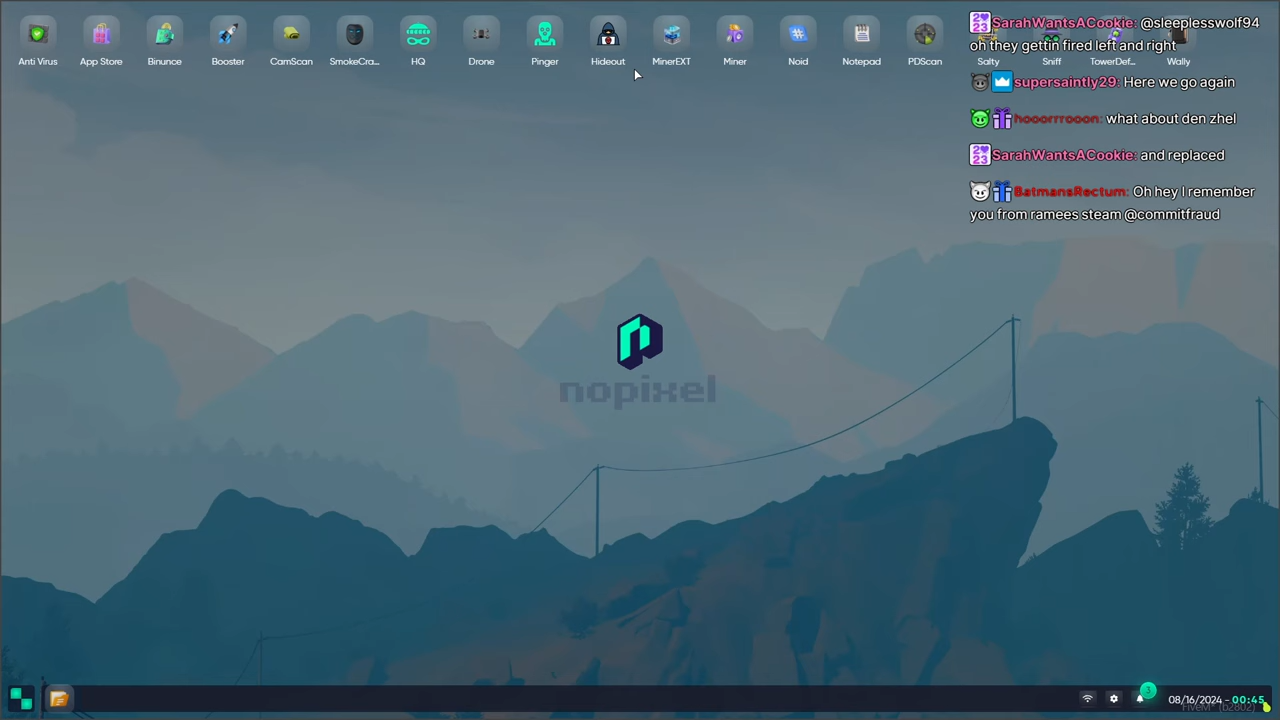 Anti Virus
App Store
Binunce
Booster
CamScan
SmokeCra...
HQ
Drone
Pinger
Hideout
MinerEXT
Miner
Noid
Notepad
PDScan
Salty
Sniff
TowerDef...
Wally
SarahWantsACookie: @sleeplesswolf94
oh they gettin fired left and right
supersaintly29: Here we go again
hooorrrooon: what about den zhel
SarahWantsACookie: and replaced
BatmansRectum: Oh hey I remember
you from ramees steam @commitfraud
nopixel
3
08/16/2024 - 00:45
FiveM® (b2802)